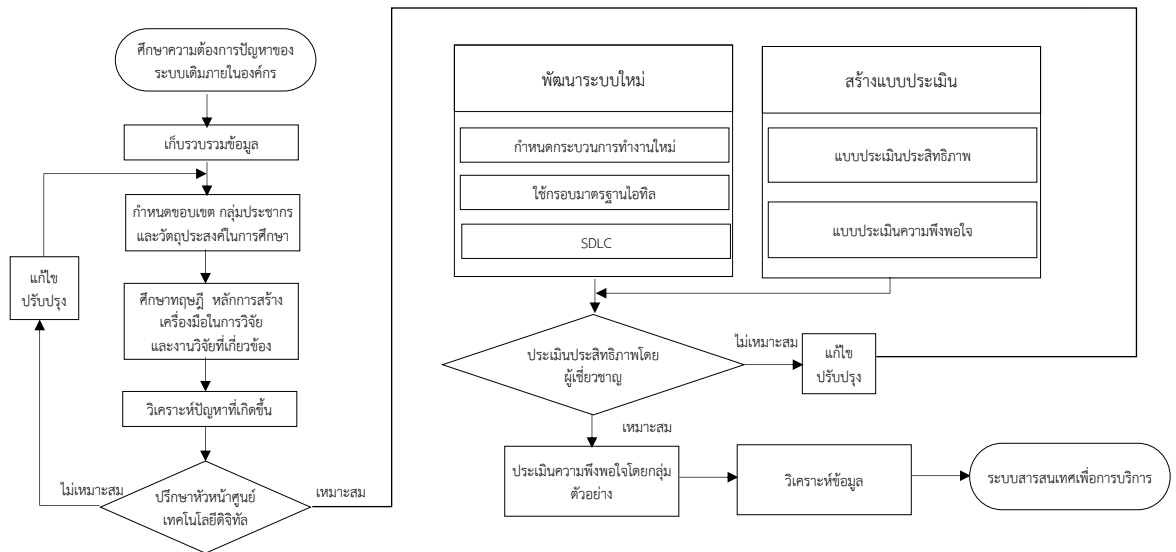 ศึกษาความต้องการปัญหาของ
ระบบเดิมภายในองค์กร
เก็บรวบรวมข้อมูล
กำหนดขอบเขต กลุ่มประชากร
และวัตถุประสงค์ในการศึกษา
แก้ไข
ปรับปรุง
ศึกษาทฤษฎี หลักการสร้าง
เครื่องมือในการวิจัย
และงานวิจัยที่เกี่ยวข้อง
วิเคราะห์ปัญหาที่เกิดขึ้น
ไม่เหมาะสม
ปรึกษาหัวหน้าศูนย์
เทคโนโลยีดิจิทัล
เหมาะสม
พัฒนาระบบใหม่
กำหนดกระบวนการทำงานใหม่
ใช้กรอบมาตรฐานไอทิล
SDLC
สร้างแบบประเมิน
แบบประเมินประสิทธิภาพ
แบบประเมินความพึงพอใจ
ประเมินประสิทธิภาพโดย
ผู้เชี่ยวชาญ
ไม่เหมาะสม
แก้ไข
ปรับปรุง
เหมาะสม
ประเมินความพึงพอใจโดยกลุ่ม
ตัวอย่าง
วิเคราะห์ข้อมูล
ระบบสารสนเทศเพื่อการบริการ